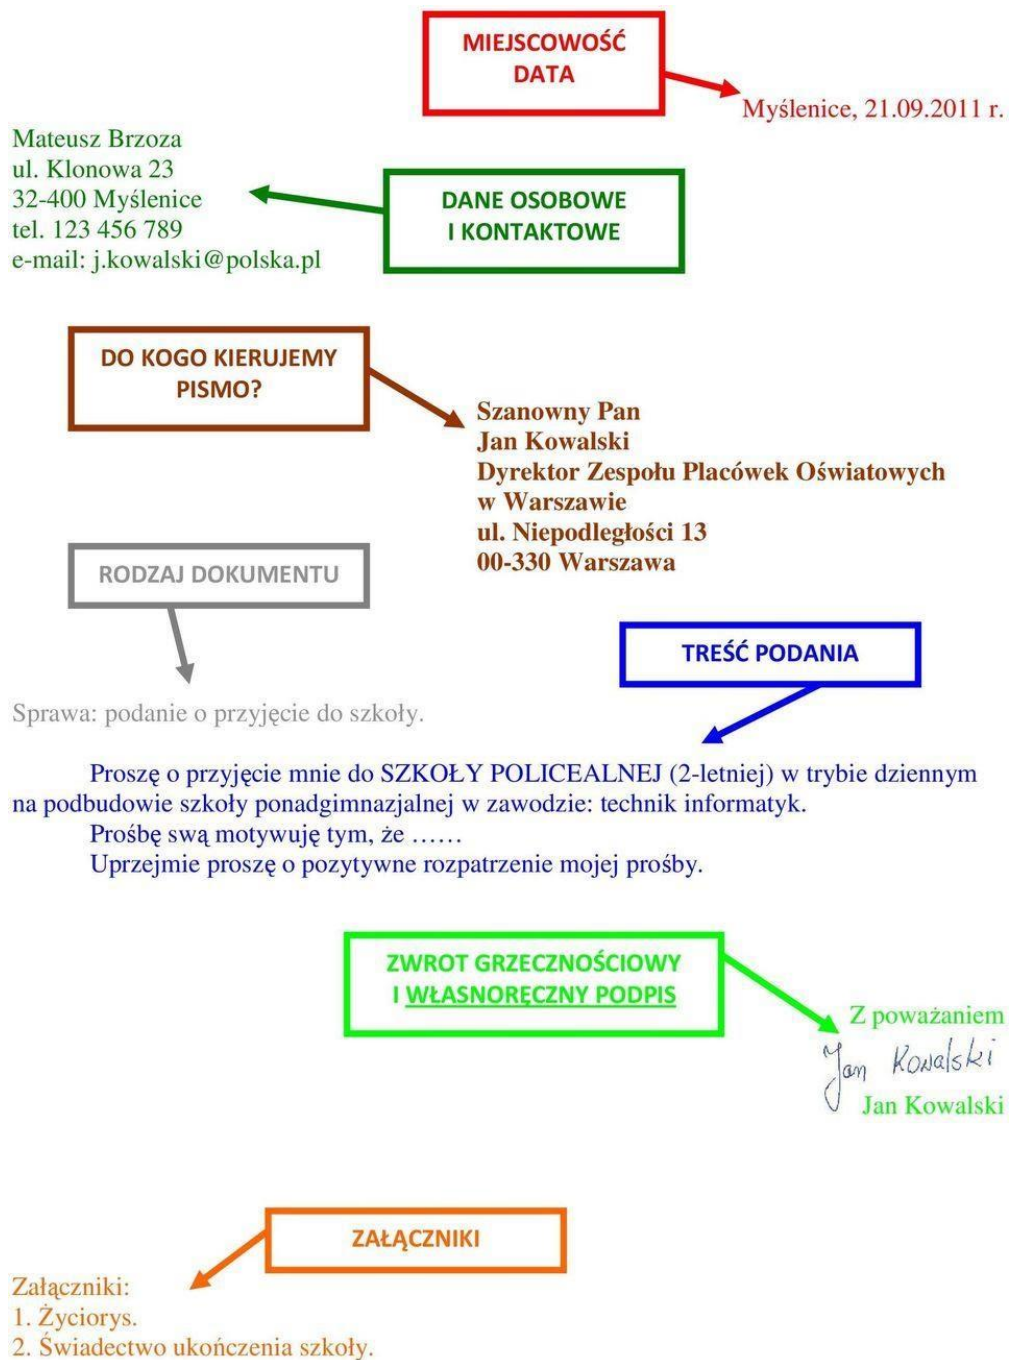 MIEJSCOWOŚĆ
DATA
Myślenice, 21.09.2011 r.
Mateusz Brzoza
ul. Klonowa 23
32-400 Myślenice
tel. 123 456 789
e-mail: j.kowalski@polska.pl
DANE OSOBOWE
I KONTAKTOWE
DO KOGO KIERUJEMY
PISMO?
Szanowny Pan
Jan Kowalski
Dyrektor Zespołu Placówek Oświatowych
w Warszawie
ul. Niepodległości 13
00-330 Warszawa
RODZAJ DOKUMENTU
TREŚĆ PODANIA
Sprawa: podanie o przyjęcie do szkoły.
Proszę o przyjęcie mnie do SZKOŁY POLICEALNEJ (2-letniej) w trybie dziennym
na podbudowie szkoły ponadgimnazjalnej w zawodzie: technik informatyk.
Prośbę swą motywuję tym, że ……
Uprzejmie proszę o pozytywne rozpatrzenie mojej prośby.
ZWROT GRZECZNOŚCIOWY
I WŁASNORĘCZNY PODPIS
Z poważaniem
Jan Kowalski
Jan Kowalski
ZAŁĄCZNIKI
Załączniki:
1. Życiorys.
2. Świadectwo ukończenia szkoły.